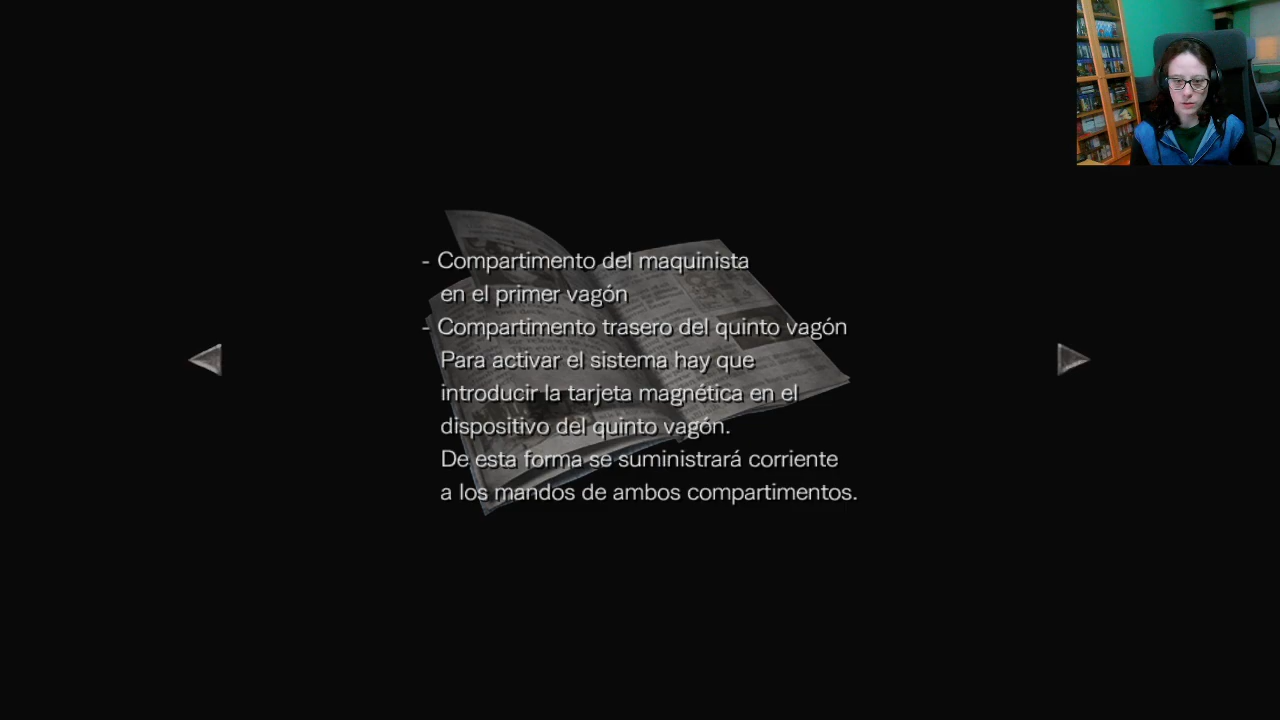 - Compartimento del maquinista
en el primer vagón
- Compartimento trasero del quinto vagón
Para activar el sistema hay que
introducir la tarjeta magnética en el
dispositivo del quinto vagón.
De esta forma se suministrará corriente
a los mandos de ambos compartimentos.